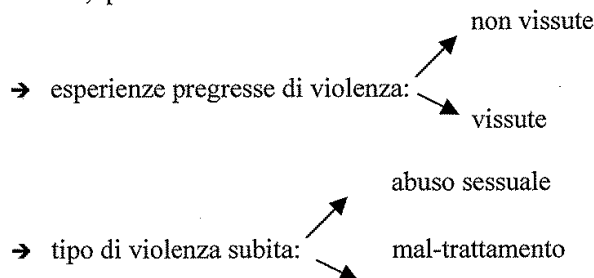 non vissute
→ esperienze pregresse di violenza:
vissute
abuso sessuale
→ tipo di violenza subita:
mal-trattamento